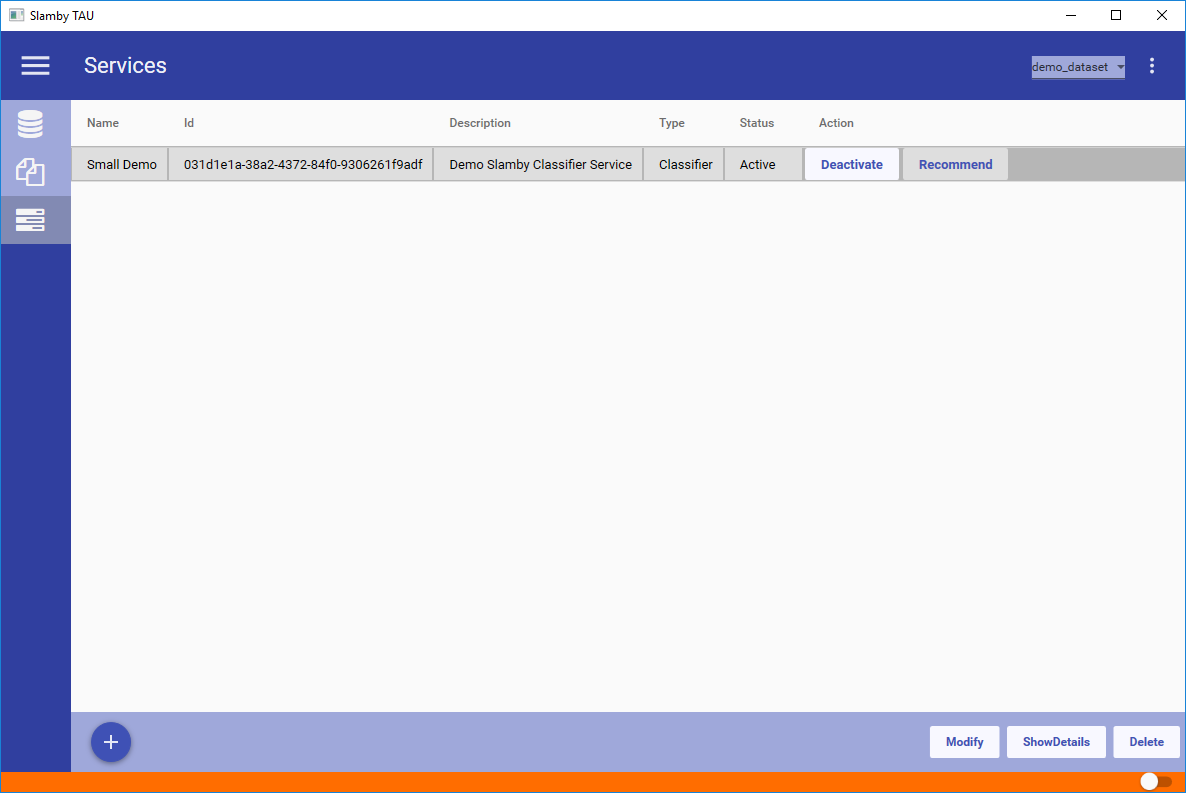 Slamby TAU
Services
demo_dataset
Name Id Description Type Status Action
Small Demo 031d1e1a-38a2-4372-84f0-9306261f9adf Demo Slamby Classifier Service Classifier Active Deactivate Recommend
Modify ShowDetails Delete